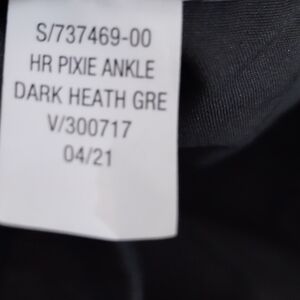 S/737469-00
HR PIXIE ANKLE
DARK HEATH GRE
V/300717
04/21